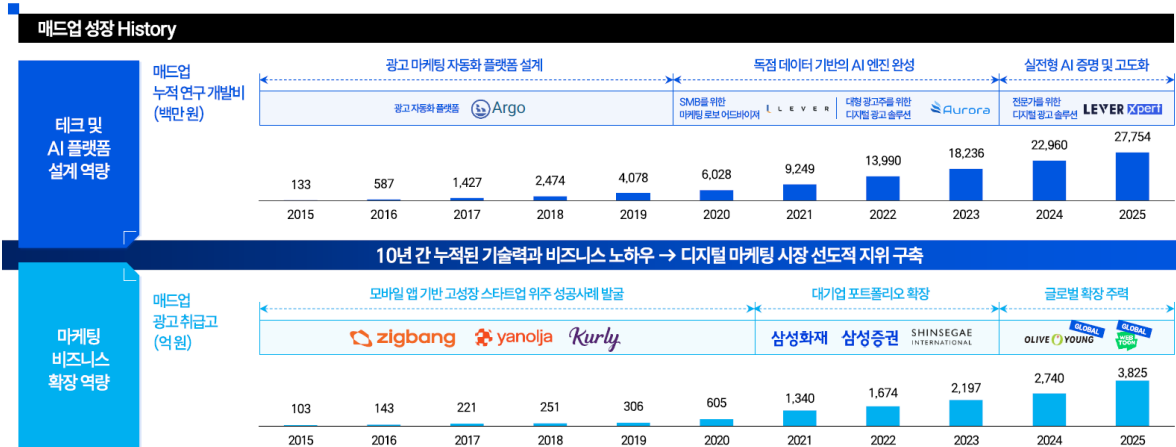 매드업 성장 History
테크 및
AI 플랫폼
설계 역량
매드업
누적 연구 개발비
(백만 원)
광고 마케팅 자동화 플랫폼 설계
독점 데이터 기반의 AI 엔진 완성
실전형 AI 증명 및 고도화
광고 자동화 플랫폼 Argo
SMB를 위한
마케팅 로보 어드바이저 LEVER
대형 광고주를 위한
디지털 광고 솔루션 Aurora
전문가를 위한
디지털 광고 솔루션 LEVER Xpert
133 587 1,427 2,474 4,078 6,028 9,249 13,990 18,236 22,960 27,754
2015 2016 2017 2018 2019 2020 2021 2022 2023 2024 2025
10년 간 누적된 기술력과 비즈니스 노하우 → 디지털 마케팅 시장 선도적 지위 구축
마케팅
비즈니스
확장 역량
매드업
광고 취급고
(억 원)
모바일 앱 기반 고성장 스타트업 위주 성공사례 발굴
대기업 포트폴리오 확장
글로벌 확장 주력
zigbang yanolja Kurly
삼성화재 삼성증권 SHINSEGAE
INTERNATIONAL
OLIVE YOUNG GLOBAL
WEBTOON GLOBAL
103 143 221 251 306 605 1,340 1,674 2,197 2,740 3,825
2015 2016 2017 2018 2019 2020 2021 2022 2023 2024 2025